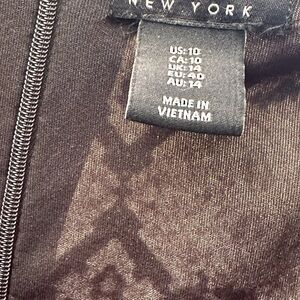 NEW YORK
US:10
CA:10
UK:14
EU:40
AU:14
MADE IN
VIETNAM